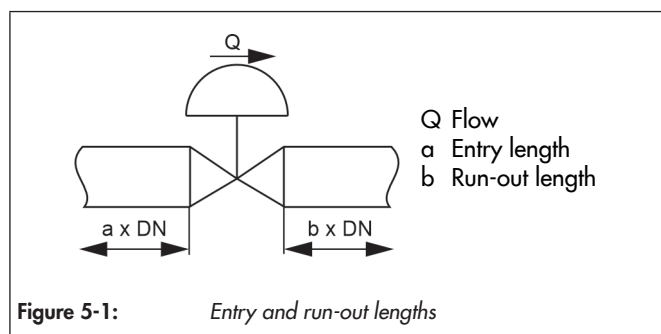 Q
Q Flow
a Entry length
b Run-out length
a x DN
b x DN
Figure 5-1: Entry and run-out lengths